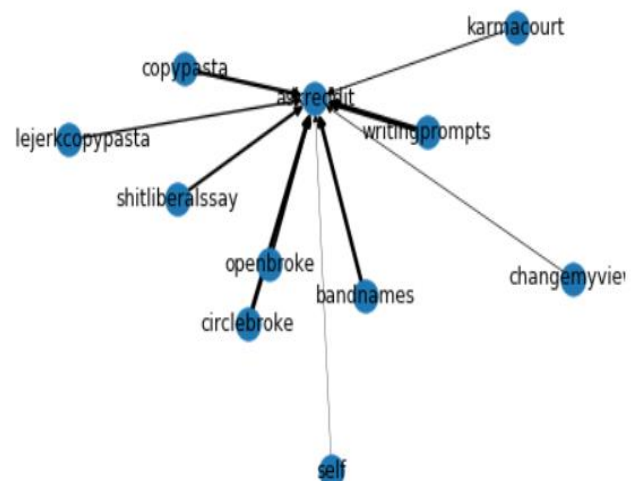 karmacourt
copypasta
askreddit
writingprompts
lejerkcopypasta
shitliberalssay
openbroke
changemyvie
bandnames
circlebroke
self